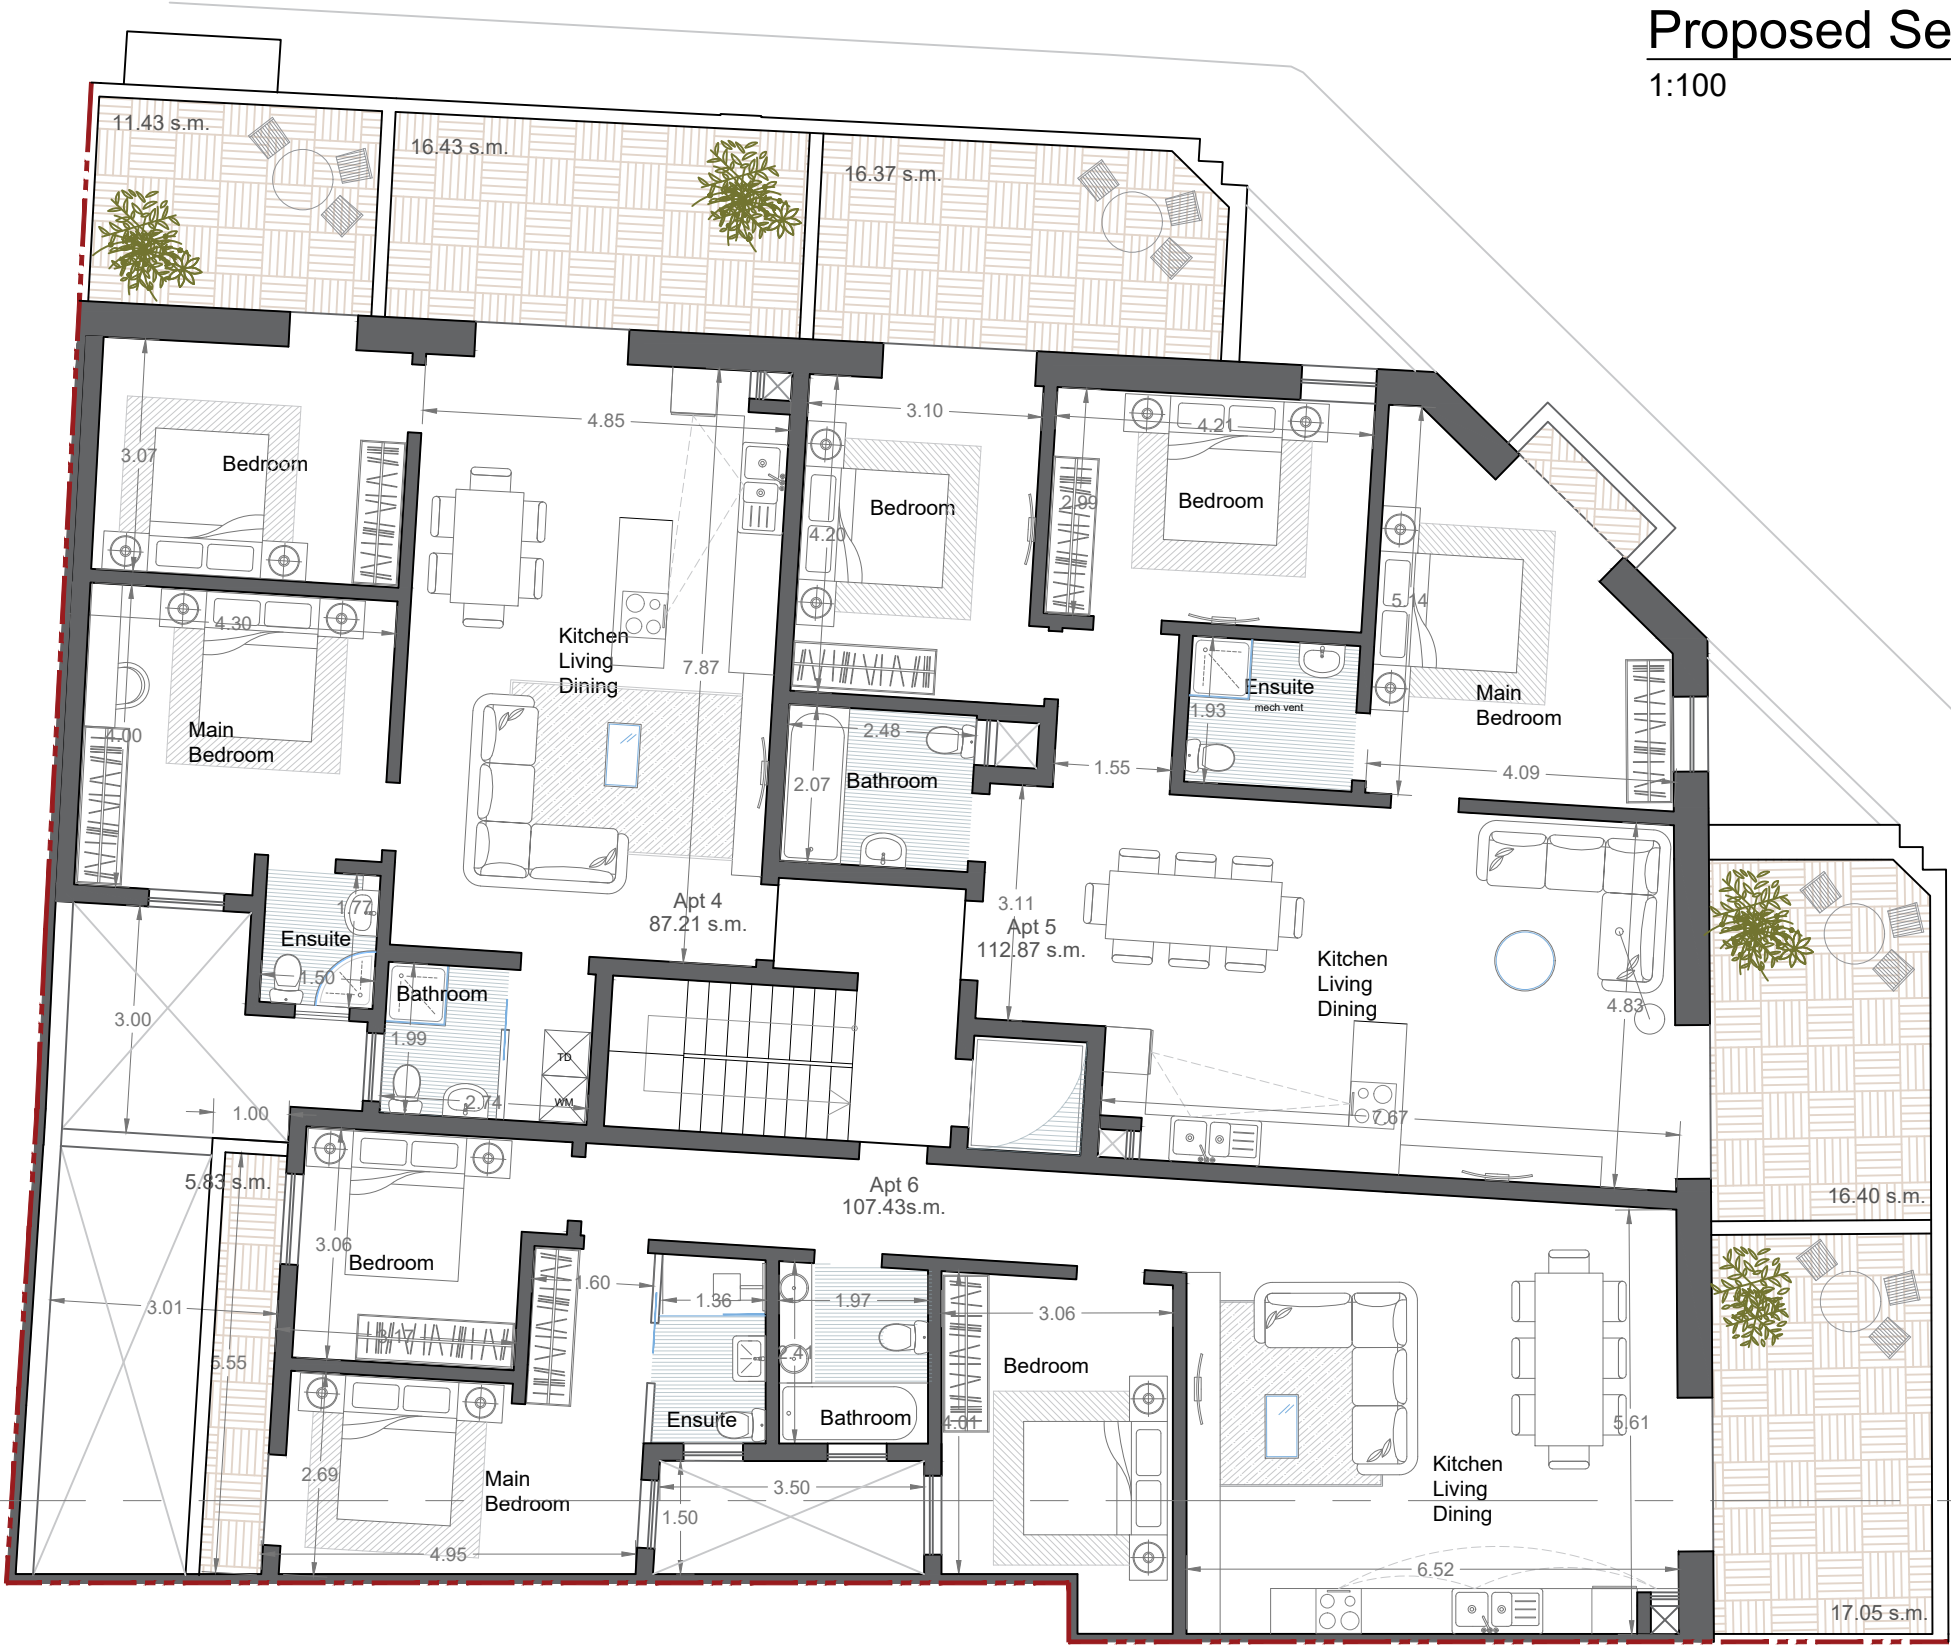 Proposed Se
1:100
11.43 s.m.
16.43 s.m.
16.37 s.m.
3.07
Bedroom
4.85
3.10
4.21
Bedroom
4.20
2.99
Bedroom
5.14
4.30
Kitchen
Living
Dining
7.87
Main
Bedroom
4.00
Ensuite
mech vent
1.93
Main
Bedroom
2.48
2.07
Bathroom
1.55
4.09
1.77
Ensuite
1.50
Apt 4
87.21 s.m.
3.11
Apt 5
112.87 s.m.
Kitchen
Living
Dining
4.83
3.00
Bathroom
1.99
TD
WM
2.74
1.00
7.67
5.83 s.m.
Apt 6
107.43s.m.
16.40 s.m.
3.06
Bedroom
1.60
3.01
1.36
1.97
3.06
3.17
2.41
5.55
Bedroom
Ensuite
Bathroom
4.01
5.61
2.69
Main
Bedroom
3.50
1.50
Kitchen
Living
Dining
4.95
6.52
17.05 s.m.